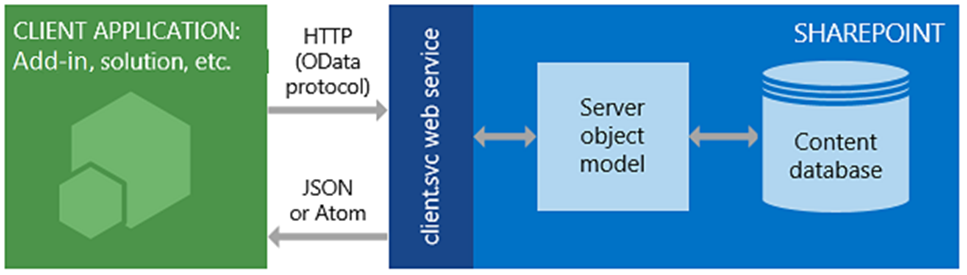 CLIENT APPLICATION:
Add-in, solution, etc.
HTTP
(OData
protocol)
JSON
or Atom
client.svc web service
SHAREPOINT
Server
object
model
Content
database